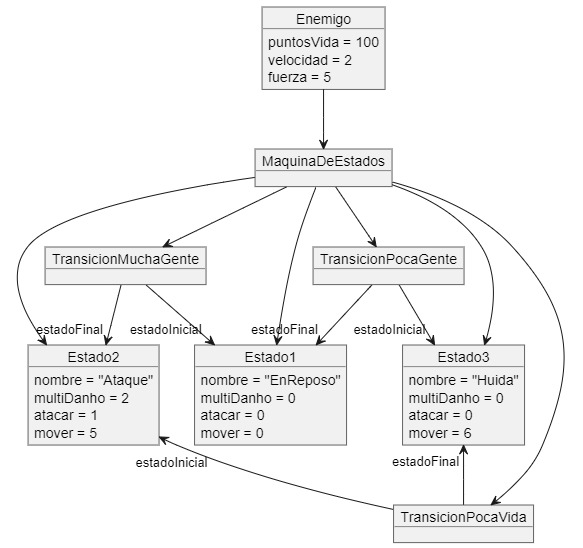 Enemigo
puntosVida = 100
velocidad = 2
fuerza = 5
MaquinaDeEstados
TransicionMuchaGente
TransicionPocaGente
estadoFinal
estadoInicial
estadoFinal
estadoInicial
Estado2
nombre = "Ataque"
multiDanho = 2
atacar = 1
mover = 5
Estado1
nombre = "EnReposo"
multiDanho = 0
atacar = 0
mover = 0
Estado3
nombre = "Huida"
multiDanho = 0
atacar = 0
mover = 6
estadoInicial
estadoFinal
TransicionPocaVida